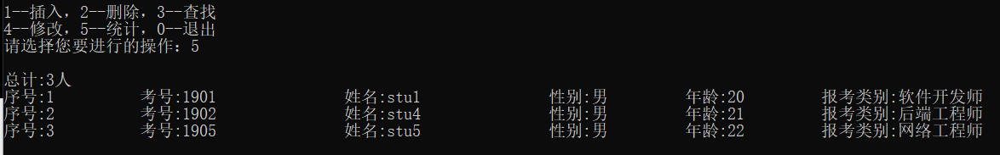 1--插入，2--删除，3--查找
4--修改，5--统计，0--退出
请选择您要进行的操作：5
总计:3人
序号:1 考号:1901 姓名:stu1 性别:男 年龄:20 报考类别:软件开发师
序号:2 考号:1902 姓名:stu4 性别:男 年龄:21 报考类别:后端工程师
序号:3 考号:1905 姓名:stu5 性别:男 年龄:22 报考类别:网络工程师